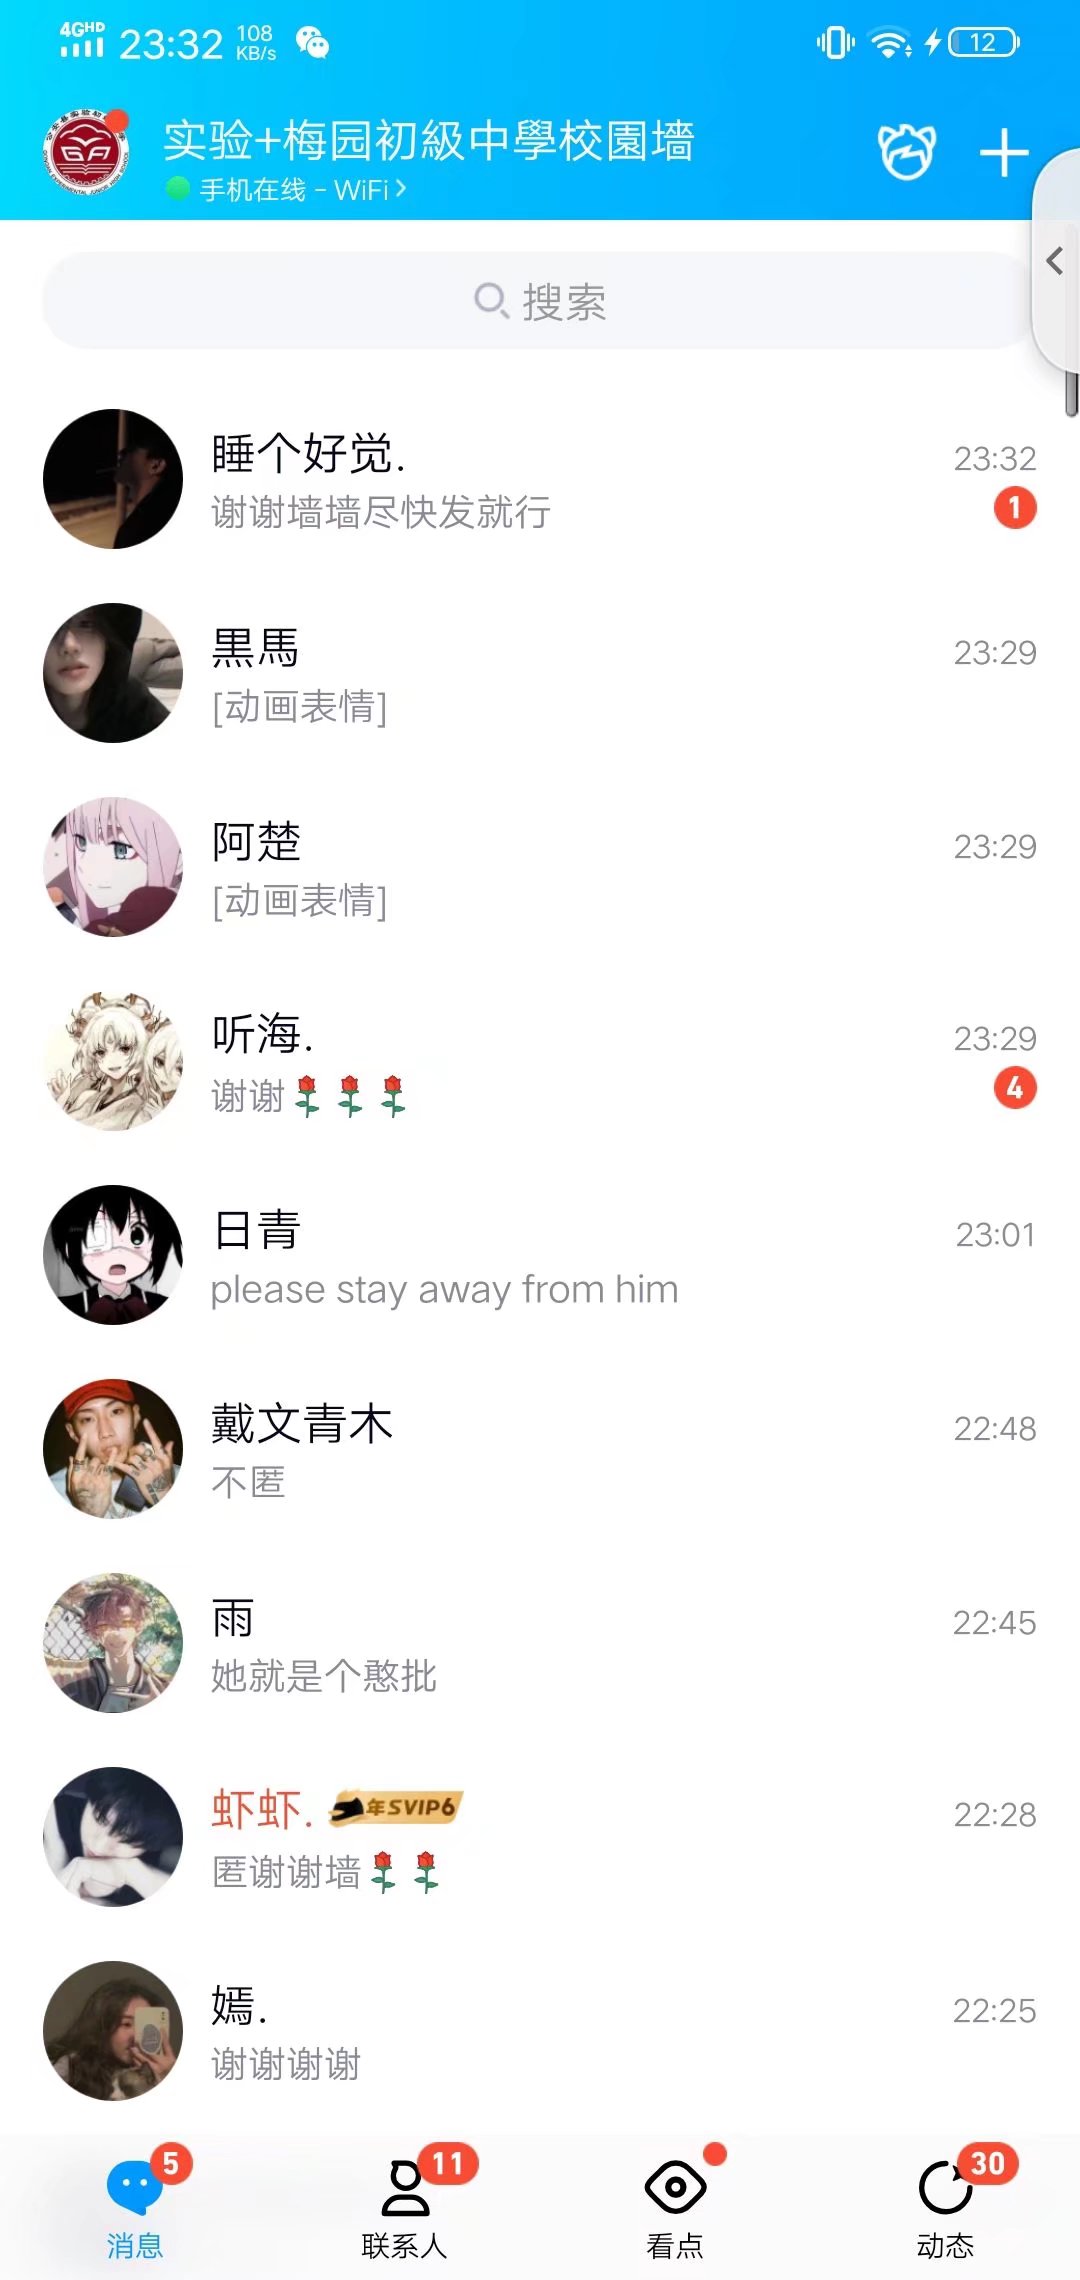 4GHD 23:32 108 KB/s 12
实验+梅园初級中學校園墻
手机在线 - WiFi
搜索
睡个好觉. 23:32
谢谢墙墙尽快发就行 1
黒馬 23:29
[动画表情]
阿楚 23:29
[动画表情]
听海. 23:29
谢谢🌹🌹🌹 4
日青 23:01
please stay away from him
戴文青木 22:48
不匿
雨 22:45
她就是个憨批
虾虾. 年SVIP6 22:28
匿谢谢墙🌹🌹
嫣. 22:25
谢谢谢谢
5 11 30
消息 联系人 看点 动态